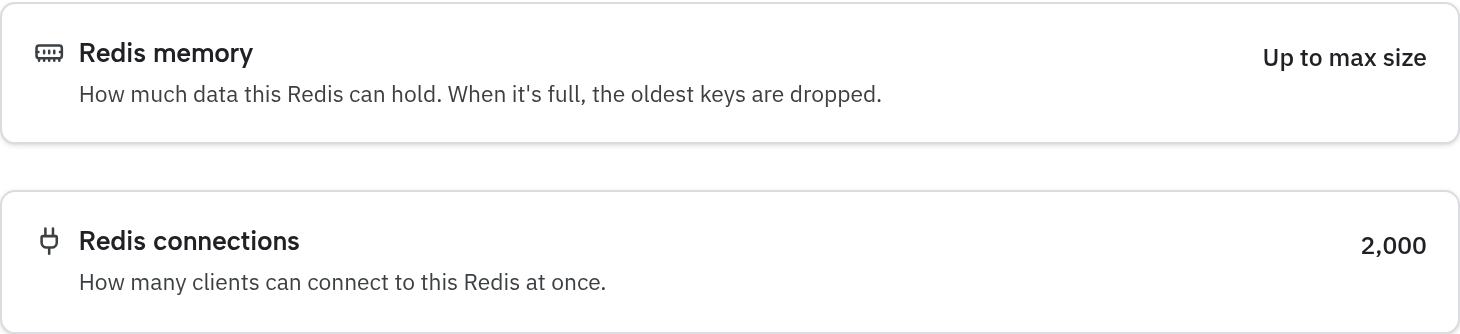 Redis memory
Up to max size
How much data this Redis can hold. When it's full, the oldest keys are dropped.
Redis connections
2,000
How many clients can connect to this Redis at once.